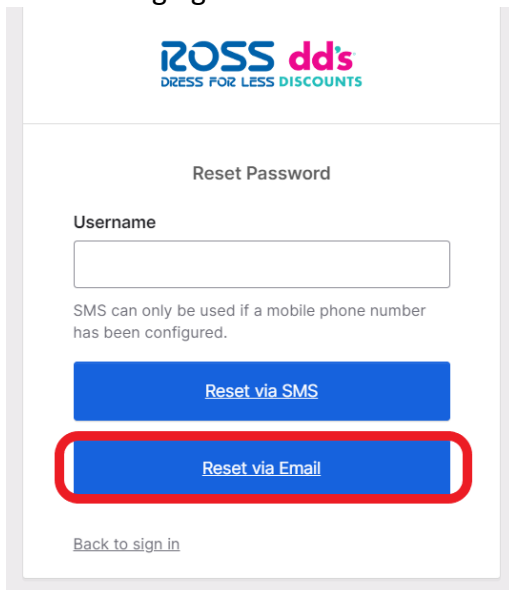 ROSS dd's
DRESS FOR LESS DISCOUNTS
Reset Password
Username
SMS can only be used if a mobile phone number
has been configured.
Reset via SMS
Reset via Email
Back to sign in